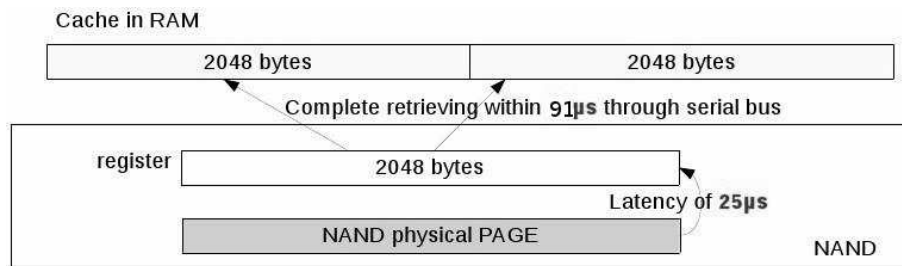 Cache in RAM
2048 bytes 2048 bytes
Complete retrieving within 91µs through serial bus
register 2048 bytes
Latency of 25µs
NAND physical PAGE
NAND